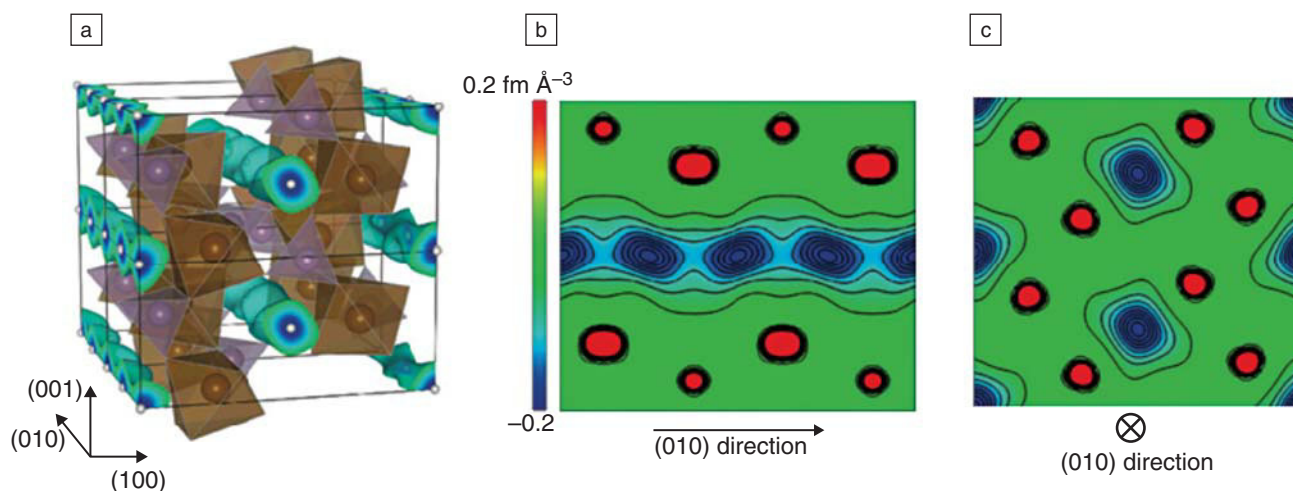 a
b
c
0.2 fm Å⁻³
−0.2
(001)
(010)
(100)
(010) direction
(010) direction